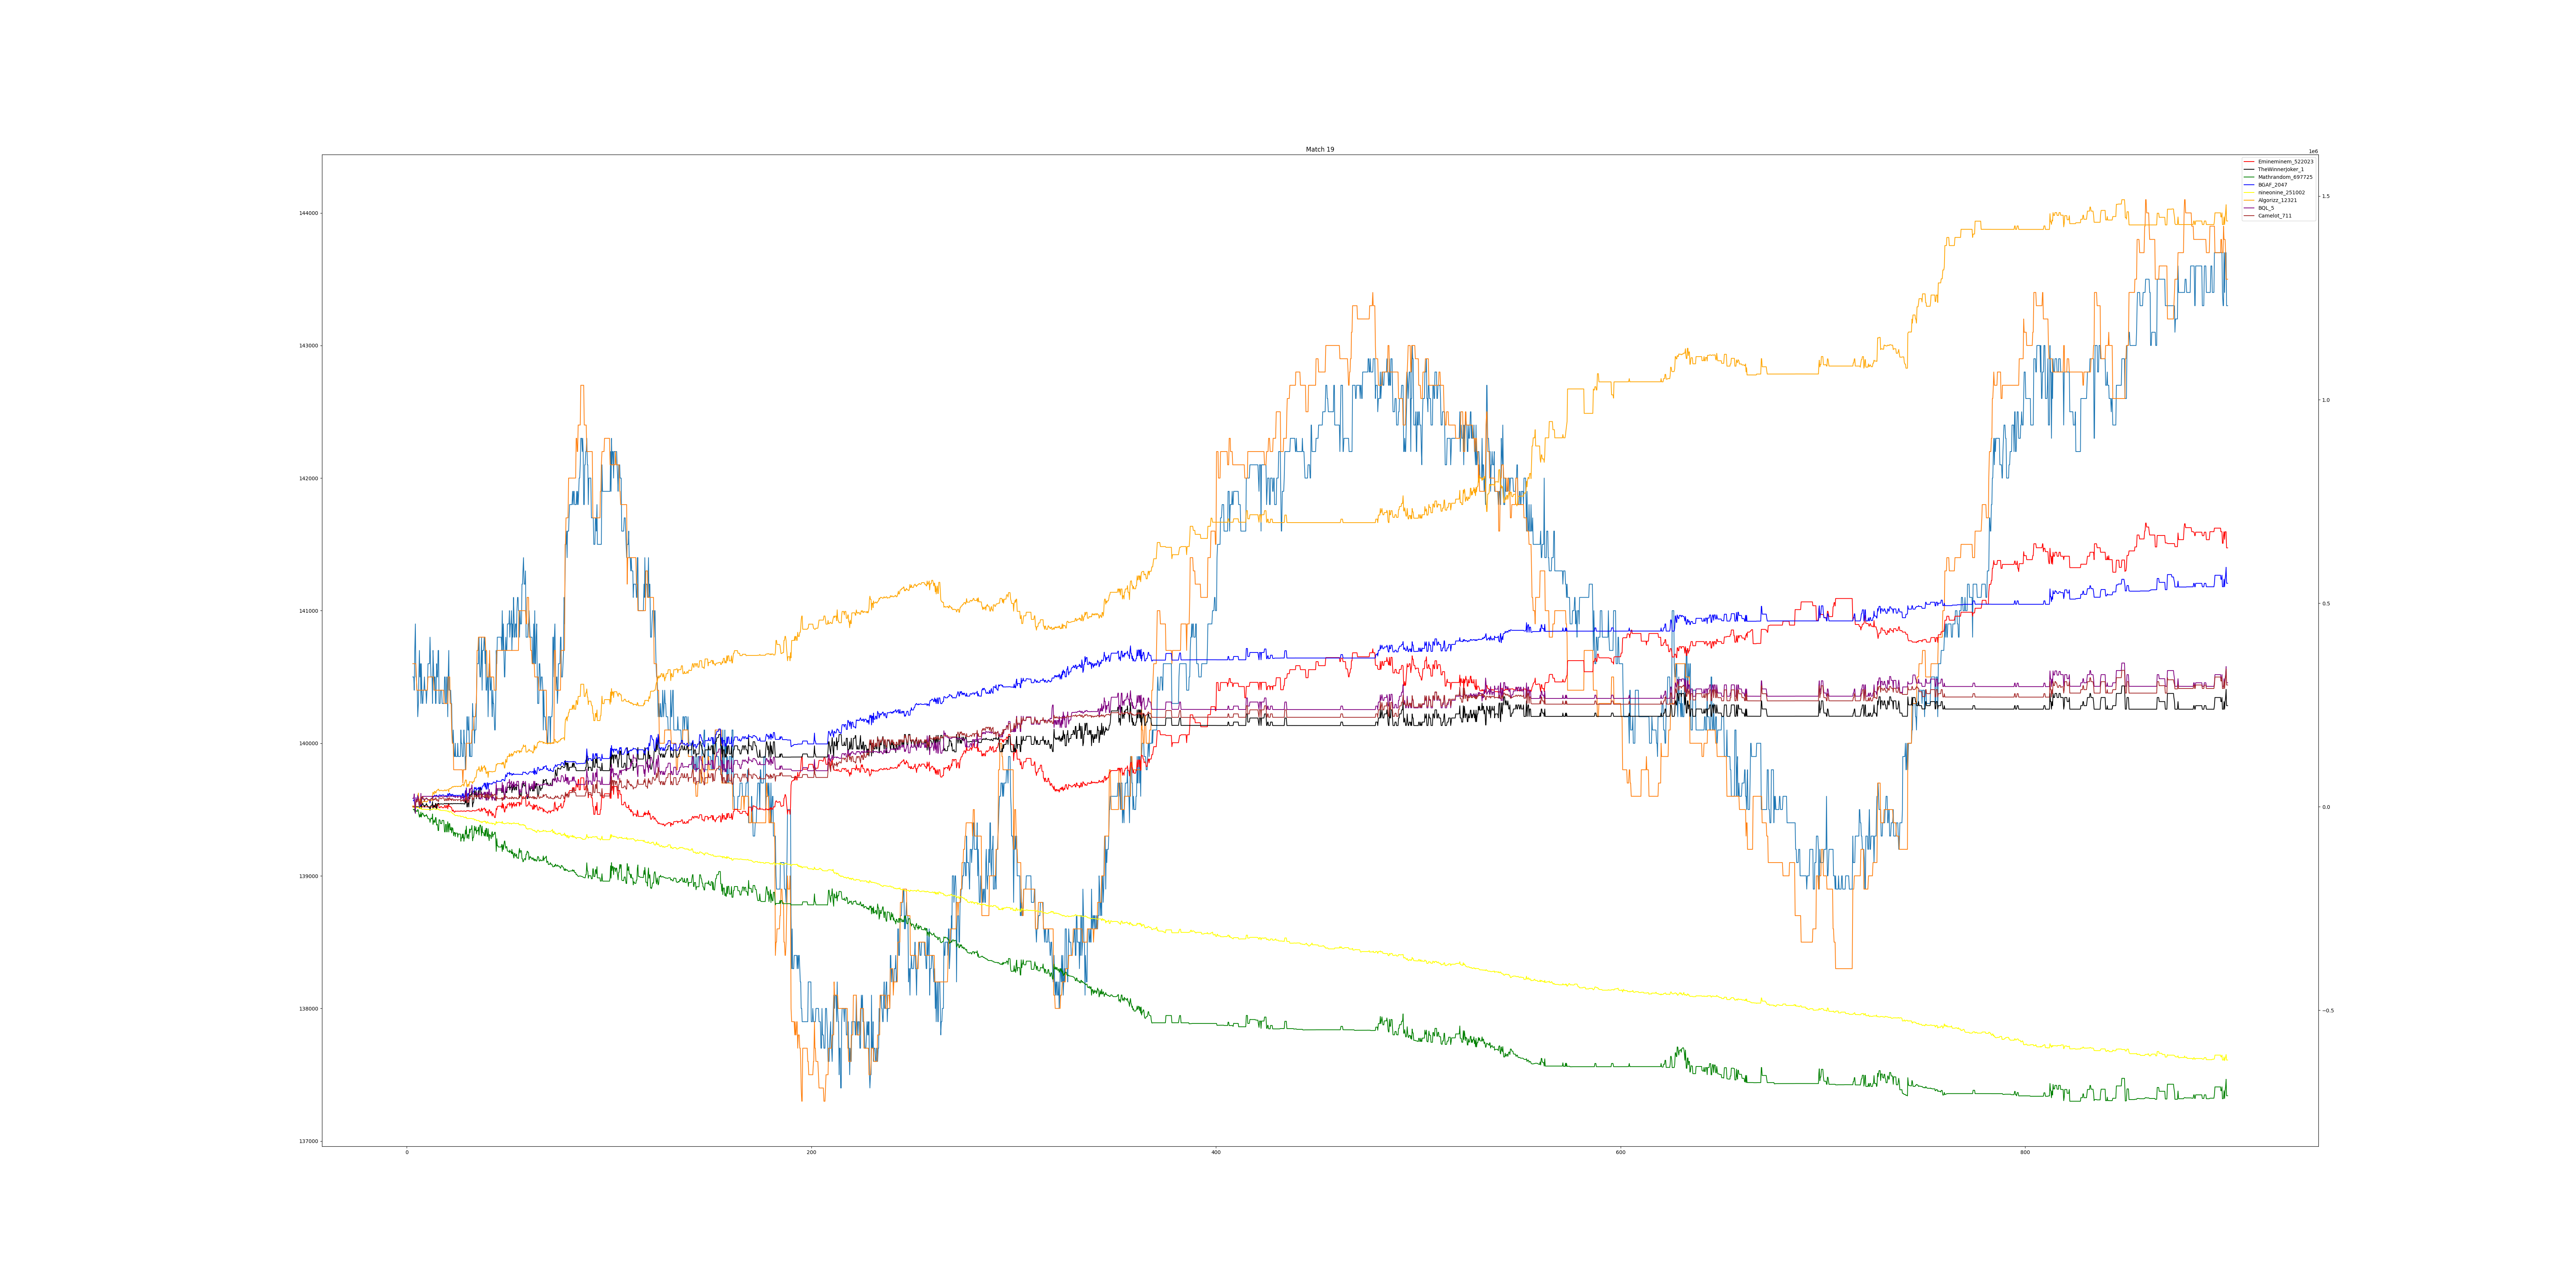 Match 19
1e6
Emineminem_522023
TheWinnerJoker_1
Mathrandom_697725
BGAF_2047
nineonine_251002
Algorizz_12321
BQL_5
Camelot_711
144000
143000
142000
141000
140000
139000
138000
137000
1.5
1.0
0.5
0.0
−0.5
0
200
400
600
800